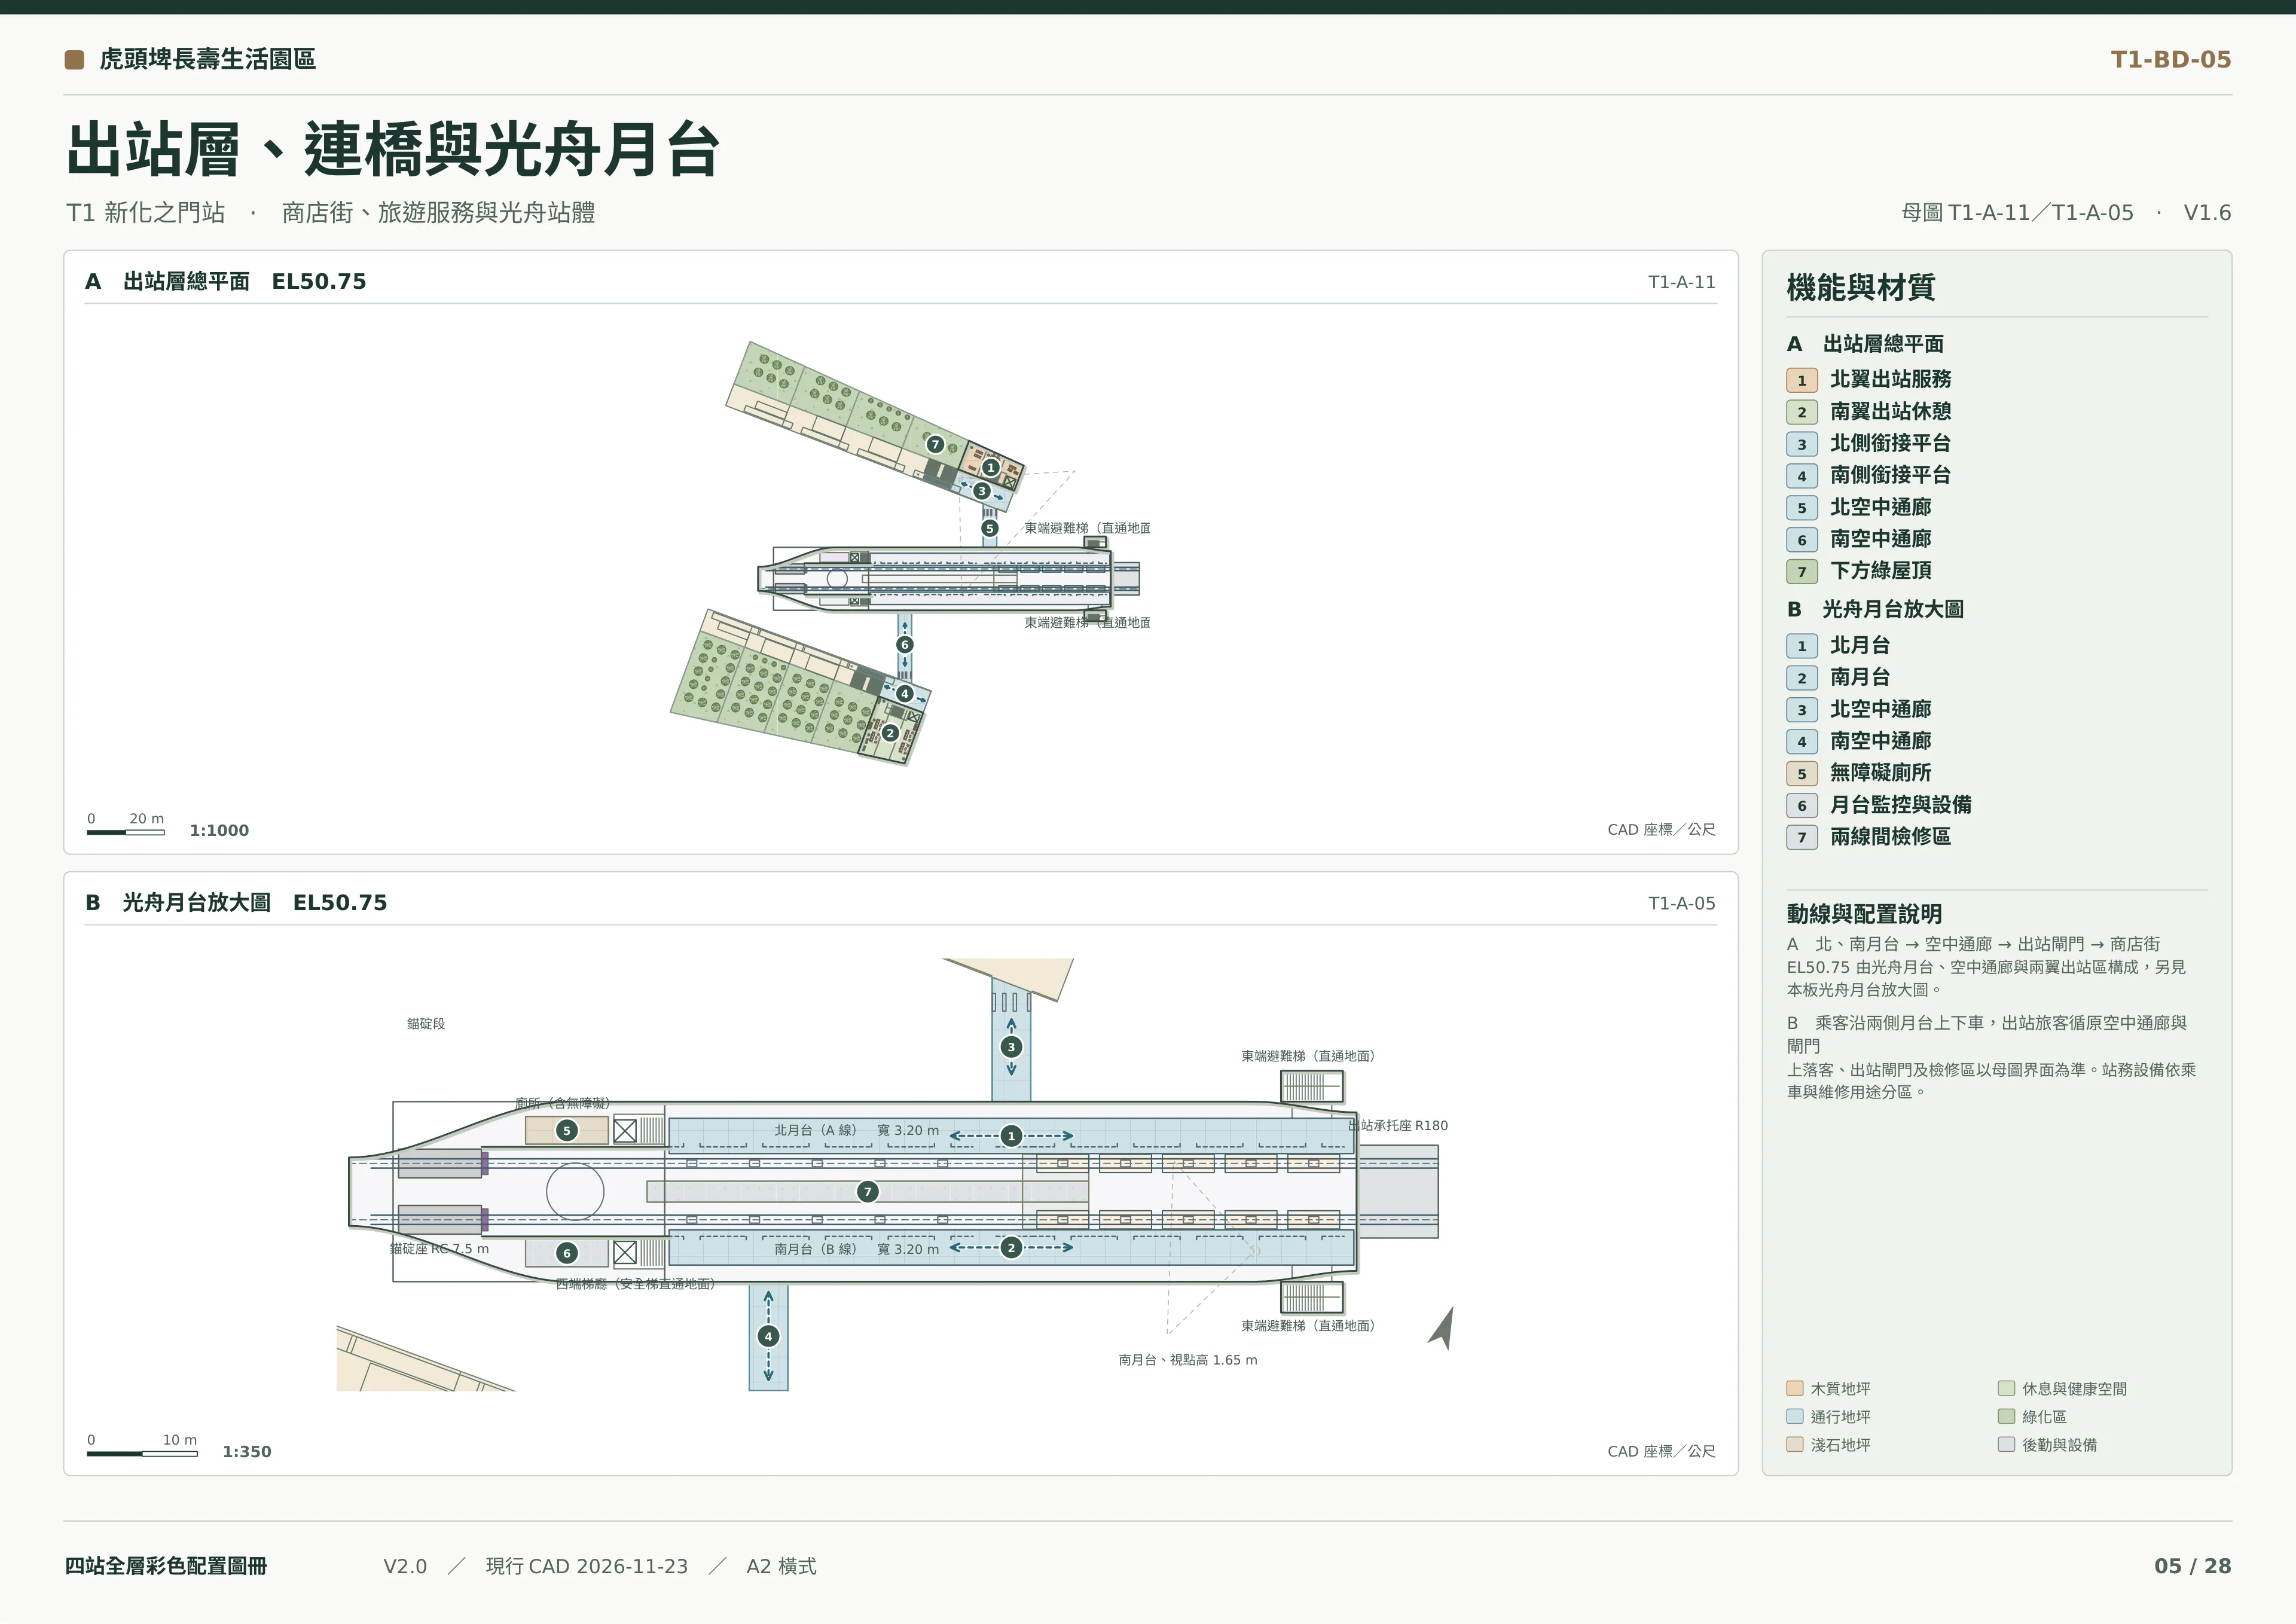 虎頭埤長壽生活園區
T1-BD-05
出站層、連橋與光舟月台
T1 新化之門站 · 商店街、旅遊服務與光舟站體
母圖 T1-A-11／T1-A-05 · V1.6
A 出站層總平面 EL50.75
T1-A-11
7
1
3
5
東端避難梯（直通地面
東端避難梯（直通地面
6
4
2
0 20 m 1:1000
CAD 座標／公尺
B 光舟月台放大圖 EL50.75
T1-A-05
錨碇段
3
東端避難梯（直通地面）
廁所（含無障礙）
5
北月台（A 線） 寬 3.20 m
1
出站承托座 R180
7
錨碇座 RC 7.5 m
6
南月台（B 線） 寬 3.20 m
2
西端梯廳（安全梯直通地面）
4
東端避難梯（直通地面）
南月台、視點高 1.65 m
0 10 m 1:350
CAD 座標／公尺
機能與材質
A 出站層總平面
1 北翼出站服務
2 南翼出站休憩
3 北側銜接平台
4 南側銜接平台
5 北空中通廊
6 南空中通廊
7 下方綠屋頂
B 光舟月台放大圖
1 北月台
2 南月台
3 北空中通廊
4 南空中通廊
5 無障礙廁所
6 月台監控與設備
7 兩線間檢修區
動線與配置說明
A 北、南月台 → 空中通廊 → 出站閘門 → 商店街
EL50.75 由光舟月台、空中通廊與兩翼出站區構成，另見
本板光舟月台放大圖。
B 乘客沿兩側月台上下車，出站旅客循原空中通廊與
閘門
上落客、出站閘門及檢修區以母圖界面為準。站務設備依乘
車與維修用途分區。
木質地坪
休息與健康空間
通行地坪
綠化區
淺石地坪
後勤與設備
四站全層彩色配置圖冊
V2.0 ／ 現行 CAD 2026-11-23 ／ A2 橫式
05 / 28